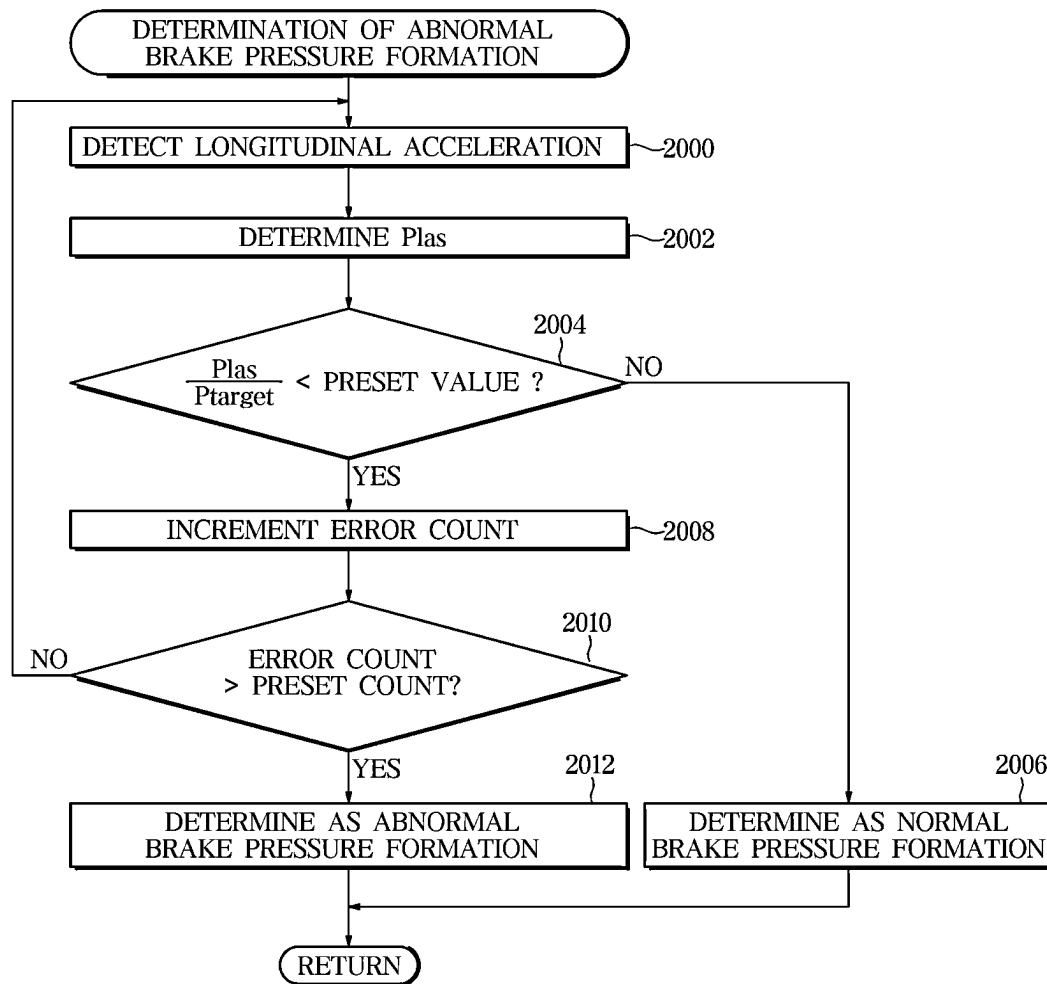 DETERMINATION OF ABNORMAL
BRAKE PRESSURE FORMATION
DETECT LONGITUDINAL ACCELERATION
2000
DETERMINE Plas
2002
2004
Plas
Ptarget
< PRESET VALUE ?
NO
YES
INCREMENT ERROR COUNT
2008
2010
NO
ERROR COUNT
> PRESET COUNT?
YES
2012
2006
DETERMINE AS ABNORMAL
BRAKE PRESSURE FORMATION
DETERMINE AS NORMAL
BRAKE PRESSURE FORMATION
RETURN